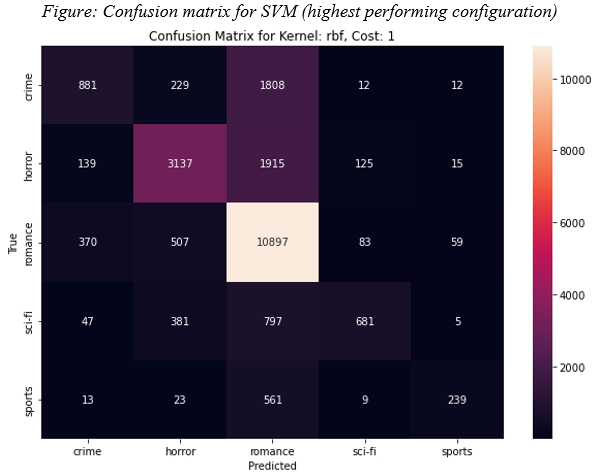 Figure: Confusion matrix for SVM (highest performing configuration)
Confusion Matrix for Kernel: rbf, Cost: 1
crime 881 229 1808 12 12
horror 139 3137 1915 125 15
romance 370 507 10897 83 59
sci-fi 47 381 797 681 5
sports 13 23 561 9 239
crime horror romance sci-fi sports
Predicted
True
10000
8000
6000
4000
2000